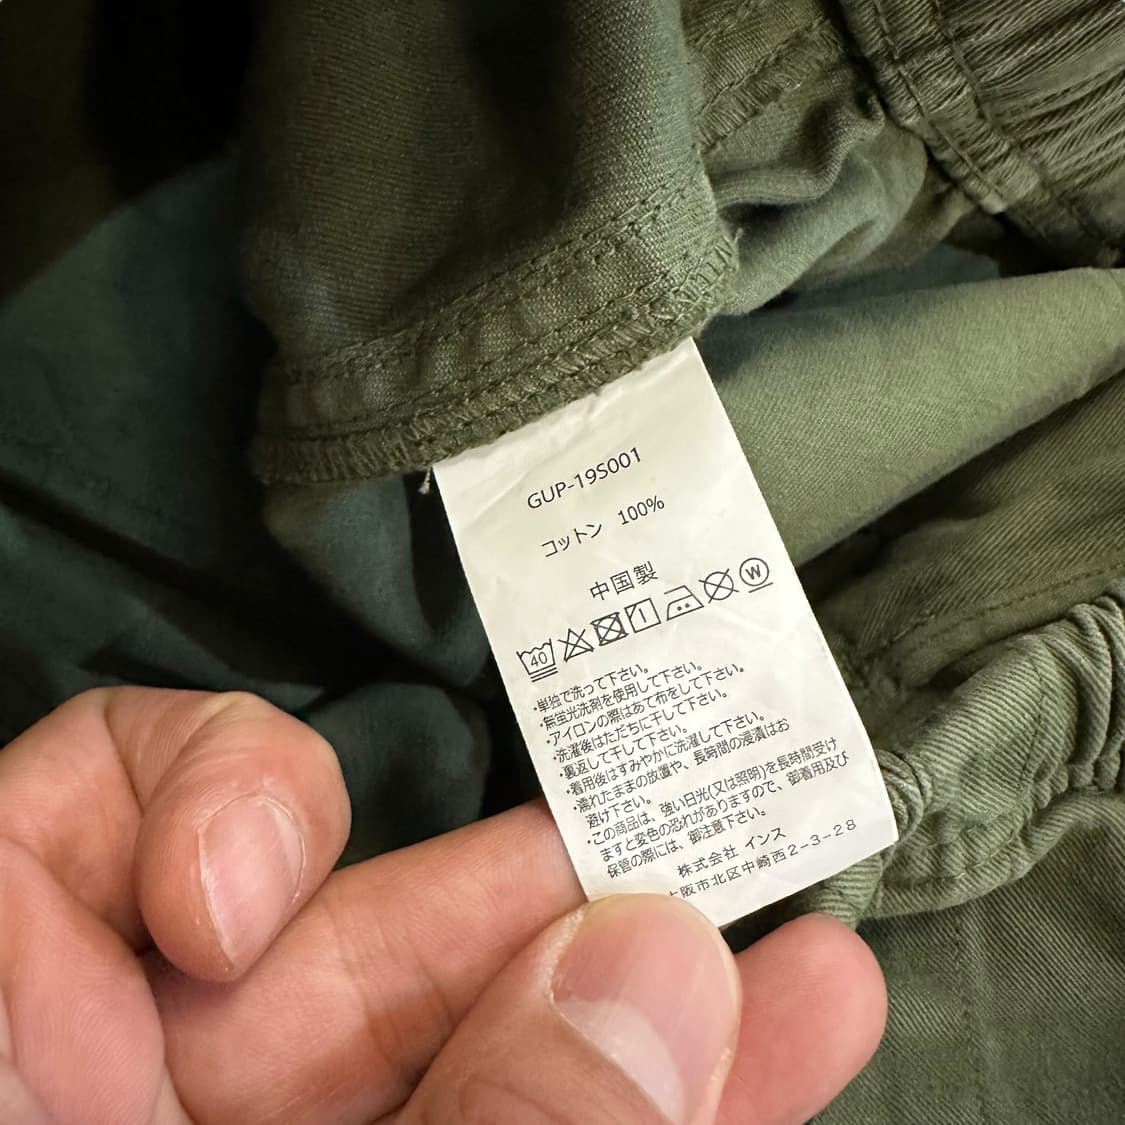 GUP-19S001
コットン 100%
中国製
40 W
・単独で洗って下さい。
・無蛍光洗剤を使用して下さい。
・アイロンの際はあて布をして下さい。
・洗濯後はただちに干して下さい。
・裏返して干して下さい。
・着用後はすみやかに洗濯して下さい。
・濡れたままの放置や、長時間の浸漬はお
避け下さい。
・この商品は、強い日光(又は照明)を長時間受け
ますと変色の恐れがありますので、御着用及び
保管の際には、御注意下さい。
株式会社 インス
阪市北区中崎西2-3-28